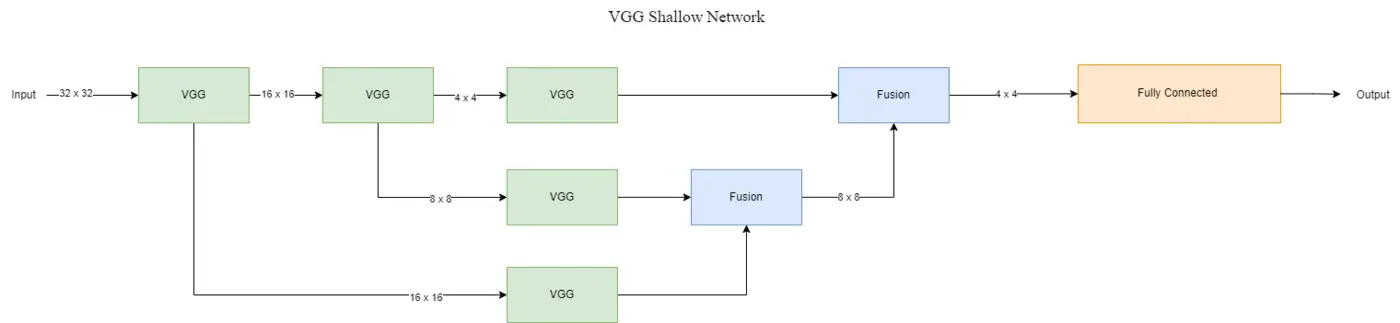 VGG Shallow Network
Input
32 x 32
VGG
16 x 16
VGG
4 x 4
VGG
Fusion
4 x 4
Fully Connected
Output
8 x 8
VGG
Fusion
8 x 8
16 x 16
VGG